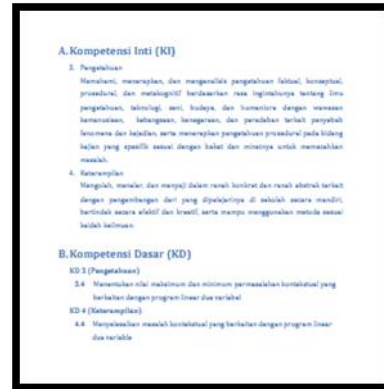 A. Kompetensi Inti (KI)
3. Pengetahuan
Memahami, menerapkan, dan menganalisis pengetahuan faktual, konseptual,
prosedural, dan metakognitif berdasarkan rasa ingintahunya tentang ilmu
pengetahuan, teknologi, seni, budaya, dan humaniora dengan wawasan
kemanusiaan, kebangsaan, kenegaraan, dan peradaban terkait penyebab
fenomena dan kejadian, serta menerapkan pengetahuan prosedural pada bidang
kajian yang spesifik sesuai dengan bakat dan minatnya untuk memecahkan
masalah.
4. Keterampilan
Mengolah, menalar, dan menyaji dalam ranah konkret dan ranah abstrak terkait
dengan pengembangan dari yang dipelajarinya di sekolah secara mandiri,
bertindak secara efektif dan kreatif, serta mampu menggunakan metoda sesuai
kaidah keilmuan
B. Kompetensi Dasar (KD)
KD 3 (Pengetahuan)
3.4 Menentukan nilai maksimum dan minimum permasalahan kontekstual yang
berkaitan dengan program linear dua variabel
KD 4 (Keterampilan)
4.4 Menyelesaikan masalah kontekstual yang berkaitan dengan program linear
dua variable